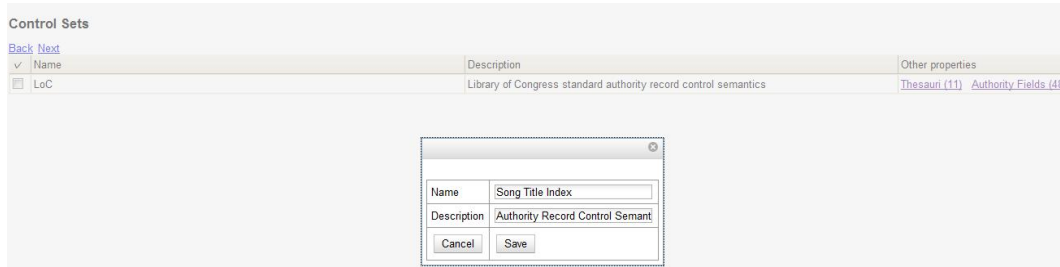 Control Sets
Back Next
✓ Name Description Other properties
LoC Library of Congress standard authority record control semantics Thesauri (11) Authority Fields (48
Name Song Title Index
Description Authority Record Control Semant
Cancel Save